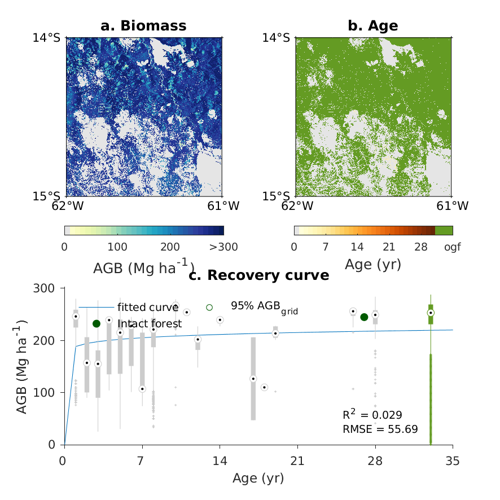 a. Biomass
b. Age
14°S
15°S
62°W
61°W
14°S
15°S
62°W
61°W
0 100 200 >300
AGB (Mg ha⁻¹)
0 7 14 21 28 ogf
Age (yr)
c. Recovery curve
fitted curve
Intact forest
95% AGB_grid
AGB (Mg ha⁻¹)
300
200
100
0
R² = 0.029
RMSE = 55.69
0 7 14 21 28 35
Age (yr)